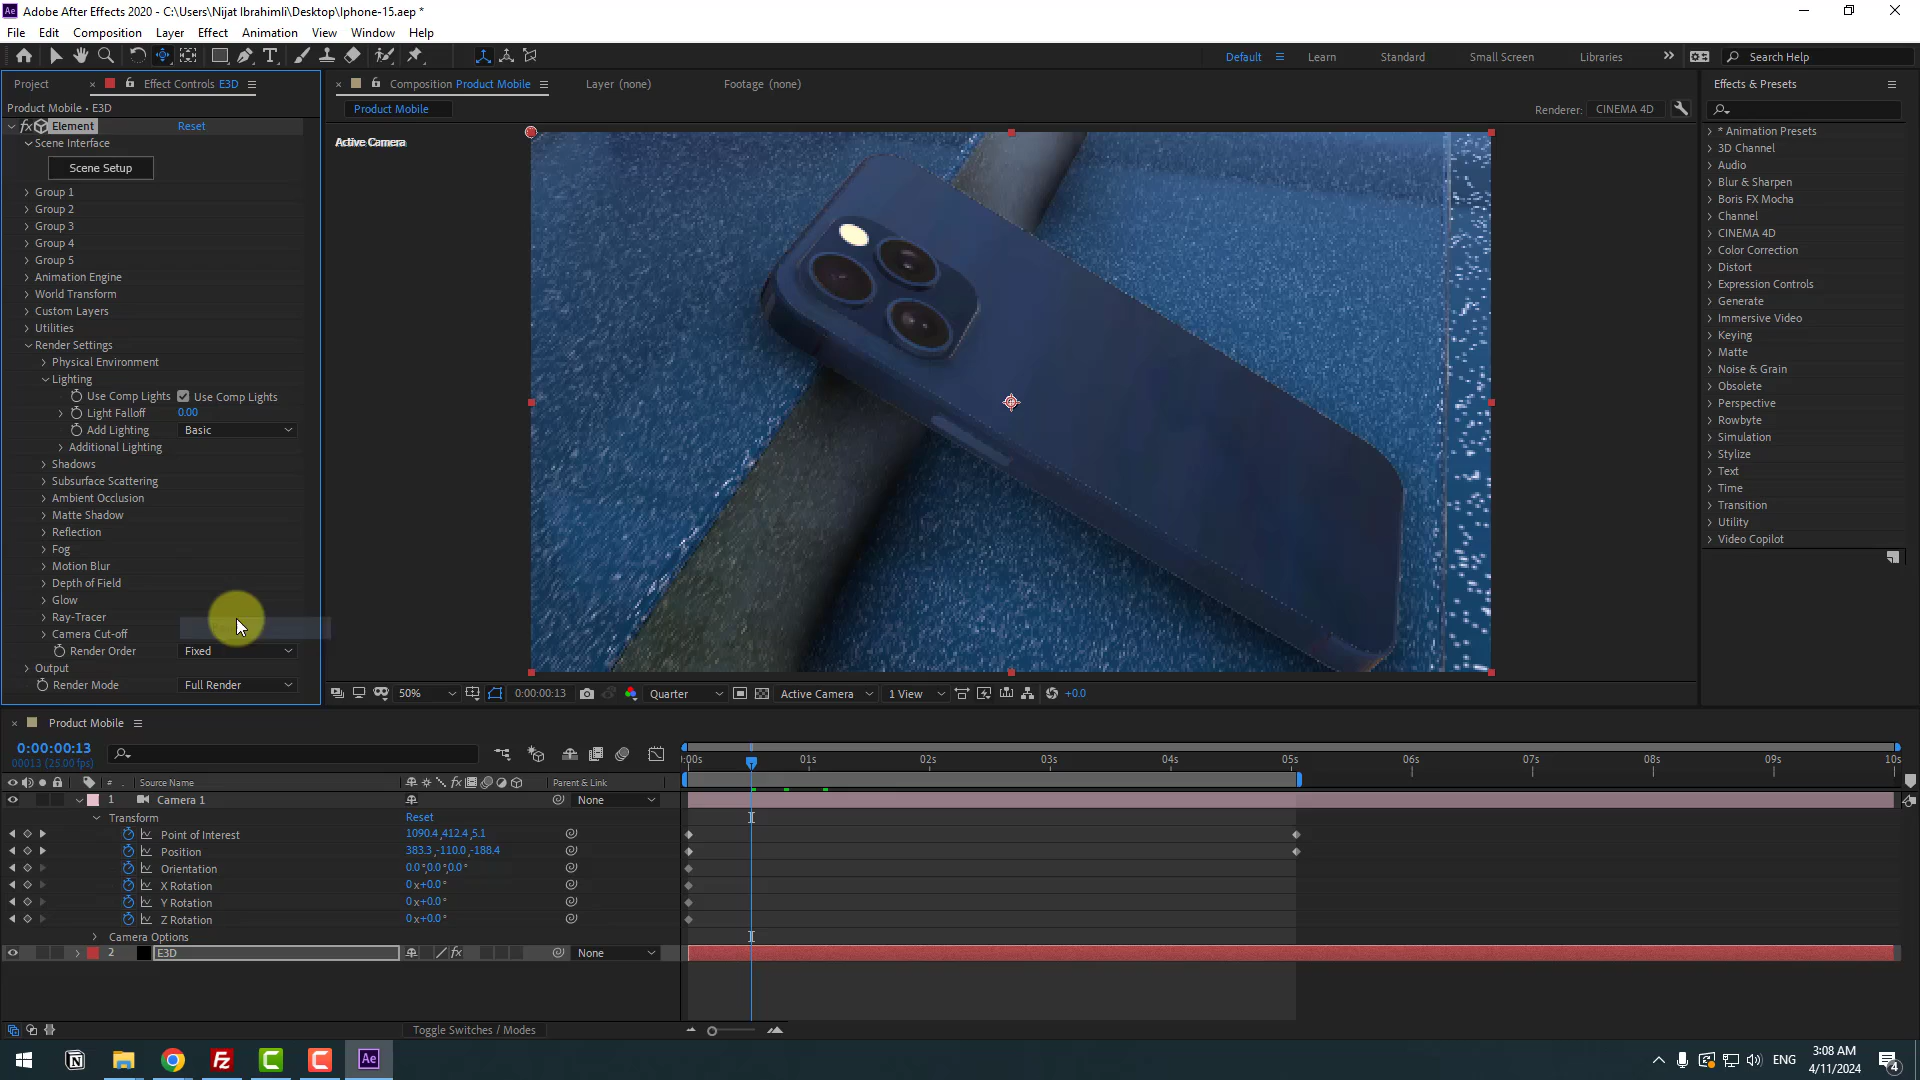 Adobe After Effects 2020 - C:\Users\Nijat Ibrahimli\Desktop\Iphone-15.aep *
File Edit Composition Layer Effect Animation View Window Help
Default Learn Standard Small Screen Libraries Search Help
Project Effect Controls E3D
Composition Product Mobile Layer (none) Footage (none)
Effects & Presets
Product Mobile • E3D
Product Mobile
Renderer: CINEMA 4D
Element Reset
Active Camera
Scene Interface
Scene Setup
Group 1
Group 2
Group 3
Group 4
Group 5
Animation Engine
World Transform
Custom Layers
Utilities
Render Settings
Physical Environment
Lighting
Use Comp Lights Use Comp Lights
Light Falloff 0.00
Add Lighting Basic
Additional Lighting
Shadows
Subsurface Scattering
Ambient Occlusion
Matte Shadow
Reflection
Fog
Motion Blur
Depth of Field
Glow
Ray-Tracer
Camera Cut-off
Render Order Fixed
Output
Render Mode Full Render
* Animation Presets
3D Channel
Audio
Blur & Sharpen
Boris FX Mocha
Channel
CINEMA 4D
Color Correction
Distort
Expression Controls
Generate
Immersive Video
Keying
Matte
Noise & Grain
Obsolete
Perspective
Rowbyte
Simulation
Stylize
Text
Time
Transition
Utility
Video Copilot
50% 0:00:00:13 Quarter Active Camera 1 View +0.0
Product Mobile
0:00:00:13
00013 (25.00 fps)
:00s 01s 02s 03s 04s 05s 06s 07s 08s 09s 10s
# Source Name Parent & Link
1 Camera 1 None
Transform Reset
Point of Interest 1090.4,412.4,5.1
Position 383.3,-110.0,-188.4
Orientation 0.0°,0.0°,0.0°
X Rotation 0x+0.0°
Y Rotation 0x+0.0°
Z Rotation 0x+0.0°
Camera Options
2 E3D None
Toggle Switches / Modes
ENG
3:08 AM
4/11/2024
4